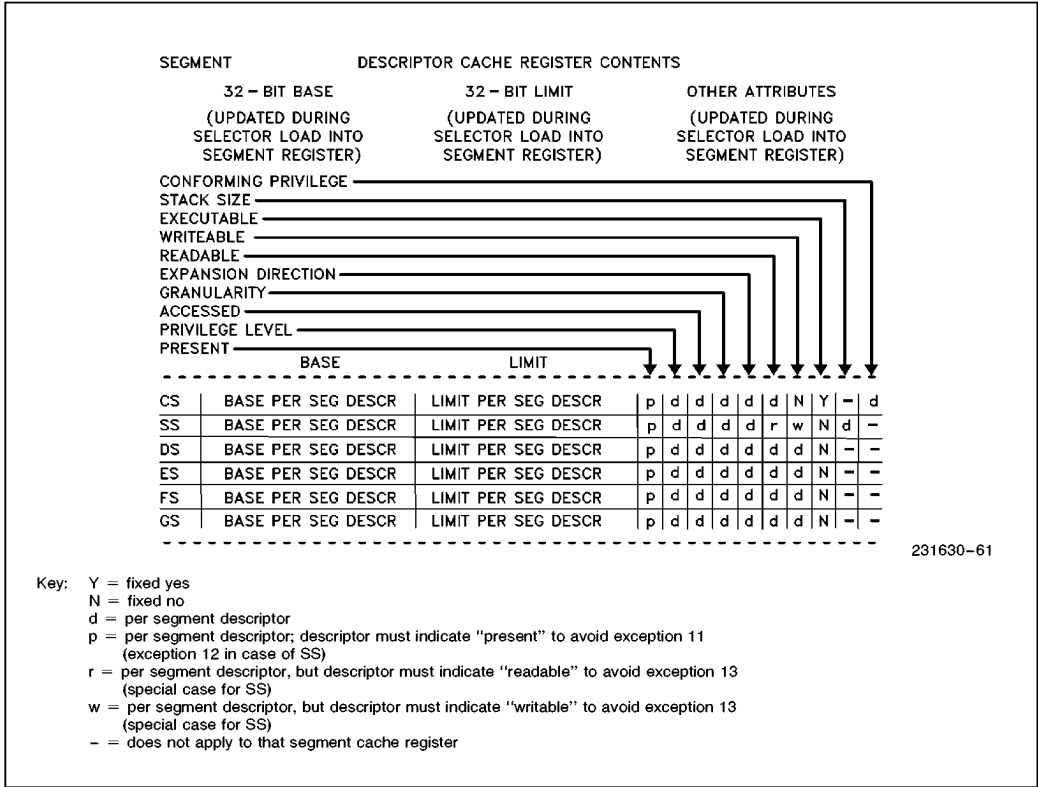 SEGMENT DESCRIPTOR CACHE REGISTER CONTENTS
32 – BIT BASE 32 – BIT LIMIT OTHER ATTRIBUTES
(UPDATED DURING (UPDATED DURING (UPDATED DURING
SELECTOR LOAD INTO SELECTOR LOAD INTO SELECTOR LOAD INTO
SEGMENT REGISTER) SEGMENT REGISTER) SEGMENT REGISTER)
CONFORMING PRIVILEGE
STACK SIZE
EXECUTABLE
WRITEABLE
READABLE
EXPANSION DIRECTION
GRANULARITY
ACCESSED
PRIVILEGE LEVEL
PRESENT
BASE LIMIT
CS BASE PER SEG DESCR LIMIT PER SEG DESCR p d d d d d N Y – d
SS BASE PER SEG DESCR LIMIT PER SEG DESCR p d d d d r w N d –
DS BASE PER SEG DESCR LIMIT PER SEG DESCR p d d d d d d N – –
ES BASE PER SEG DESCR LIMIT PER SEG DESCR p d d d d d d N – –
FS BASE PER SEG DESCR LIMIT PER SEG DESCR p d d d d d d N – –
GS BASE PER SEG DESCR LIMIT PER SEG DESCR p d d d d d d N – –
231630–61
Key: Y = fixed yes
N = fixed no
d = per segment descriptor
p = per segment descriptor; descriptor must indicate "present" to avoid exception 11
(exception 12 in case of SS)
r = per segment descriptor, but descriptor must indicate "readable" to avoid exception 13
(special case for SS)
w = per segment descriptor, but descriptor must indicate "writable" to avoid exception 13
(special case for SS)
– = does not apply to that segment cache register